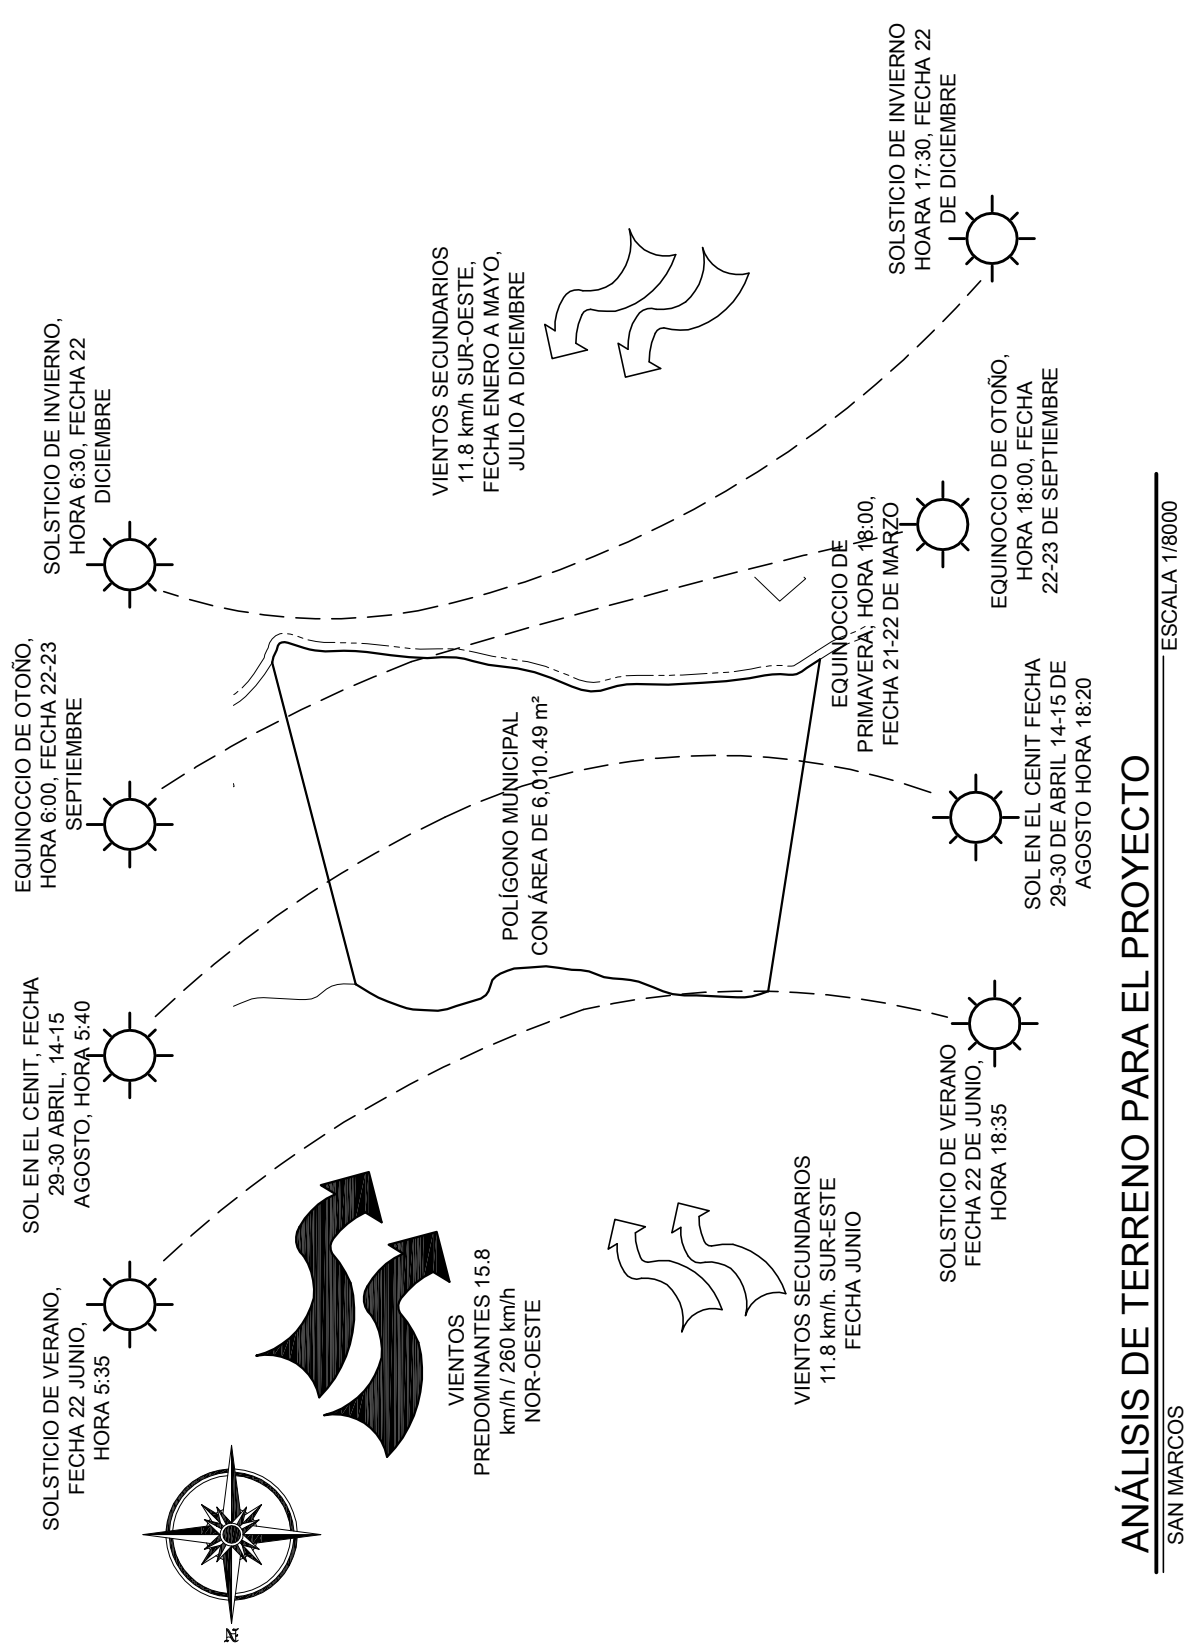 N
SOLSTICIO DE VERANO,
FECHA 22 JUNIO,
HORA 5:35
SOL EN EL CENIT, FECHA
29-30 ABRIL, 14-15
AGOSTO, HORA 5:40
EQUINOCCIO DE OTOÑO,
HORA 6:00, FECHA 22-23
SEPTIEMBRE
SOLSTICIO DE INVIERNO,
HORA 6:30, FECHA 22
DICIEMBRE
VIENTOS
PREDOMINANTES 15.8
km/h / 260 km/h
NOR-OESTE
POLÍGONO MUNICIPAL
CON ÁREA DE 6,010.49 m²
VIENTOS SECUNDARIOS
11.8 km/h SUR-OESTE,
FECHA ENERO A MAYO,
JULIO A DICIEMBRE
VIENTOS SECUNDARIOS
11.8 km/h. SUR-ESTE
FECHA JUNIO
EQUINOCCIO DE
PRIMAVERA, HORA 18:00,
FECHA 21-22 DE MARZO
SOLSTICIO DE INVIERNO
HOARA 17:30, FECHA 22
DE DICIEMBRE
SOLSTICIO DE VERANO
FECHA 22 DE JUNIO,
HORA 18:35
SOL EN EL CENIT FECHA
29-30 DE ABRIL 14-15 DE
AGOSTO HORA 18:20
EQUINOCCIO DE OTOÑO,
HORA 18:00, FECHA
22-23 DE SEPTIEMBRE
ANÁLISIS DE TERRENO PARA EL PROYECTO
SAN MARCOS
ESCALA 1/8000